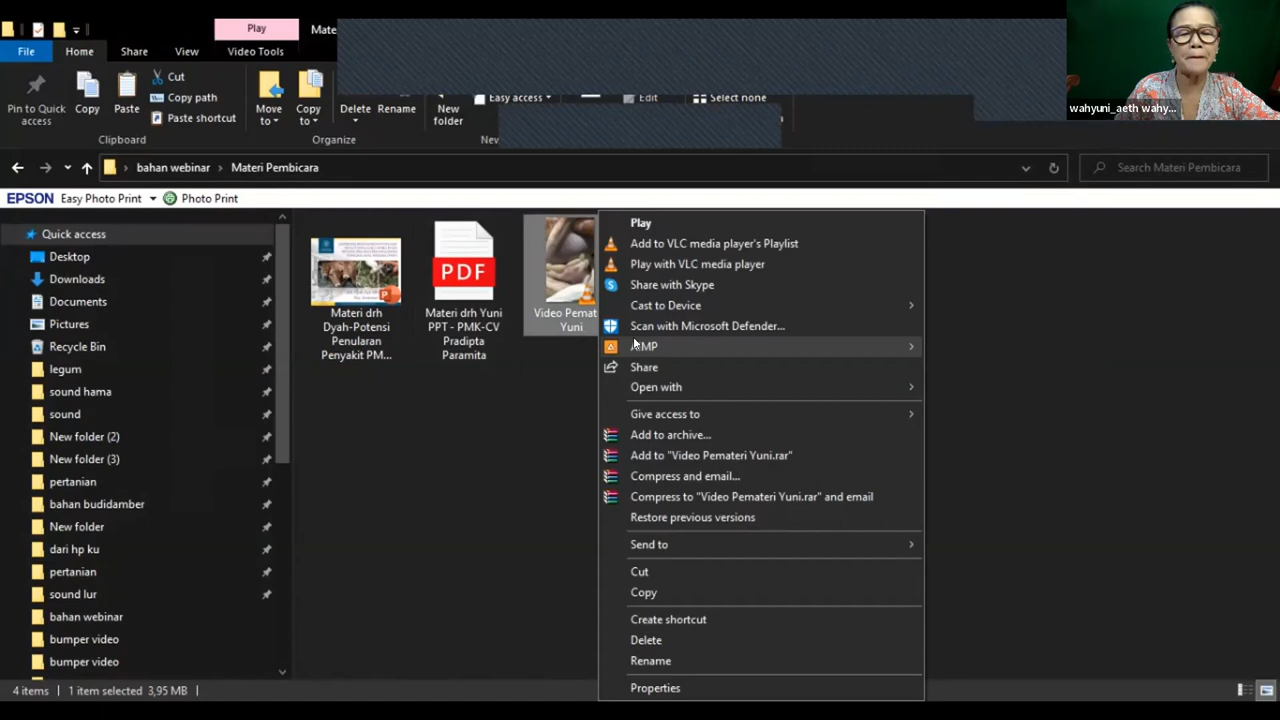 Play
Mate
File
Home
Share
View
Video Tools
Pin to Quick access
Copy
Paste
Cut
Copy path
Paste shortcut
Clipboard
Move to
Copy to
Delete
Rename
Organize
New folder
Easy access
New
Edit
Select none
wahyuni_aeth wahy...
bahan webinar
Materi Pembicara
Search Materi Pembicara
EPSON
Easy Photo Print
Photo Print
Quick access
Desktop
Downloads
Documents
Pictures
Recycle Bin
legum
sound hama
sound
New folder (2)
New folder (3)
pertanian
bahan budidamber
New folder
dari hp ku
pertanian
sound lur
bahan webinar
bumper video
bumper video
Materi drh
Dyah-Potensi
Penularan
Penyakit PM...
PDF
Materi drh Yuni
PPT - PMK-CV
Pradipta
Paramita
Video Pemat
Yuni
Play
Add to VLC media player's Playlist
Play with VLC media player
Share with Skype
Cast to Device
Scan with Microsoft Defender...
Share
Open with
Give access to
Add to archive...
Add to "Video Pemateri Yuni.rar"
Compress and email...
Compress to "Video Pemateri Yuni.rar" and email
Restore previous versions
Send to
Cut
Copy
Create shortcut
Delete
Rename
Properties
4 items
1 item selected 3,95 MB